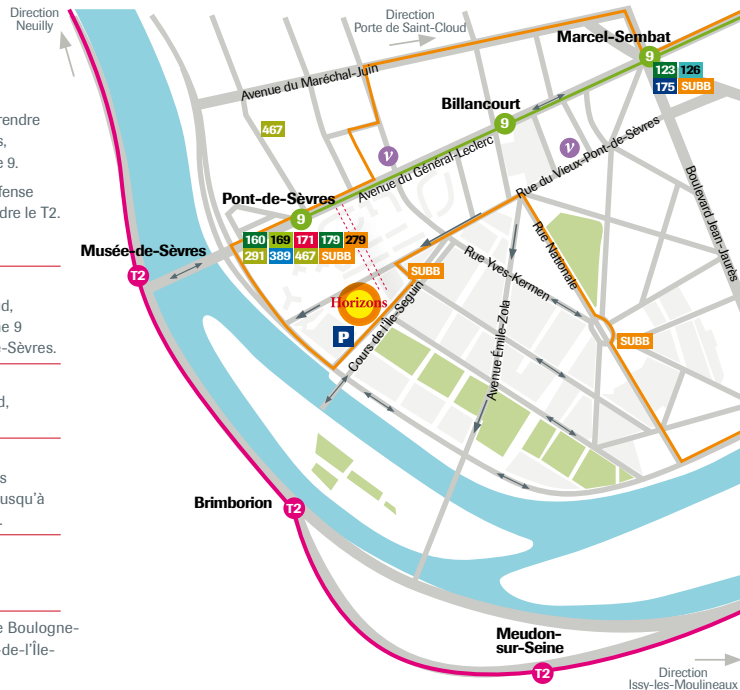 Direction
Neuilly
Direction
Porte de Saint-Cloud
Marcel-Sembat
9
123 126
175 SUBB
Avenue du Maréchal-Juin
Billancourt
9
467
rendre
s,
e 9.
fense
dre le T2.
ν
ν
Avenue du Général-Leclerc
Rue du Vieux-Pont-de-Sèvres
Boulevard Jean-Jaurès
Pont-de-Sèvres
9
160 169 171 179 279
291 389 467 SUBB
Musée-de-Sèvres
T2
SUBB
Rue Yves-Kermen
Rue Nationale
Horizons
P
Cours de l'Île-Seguin
Avenue Émile-Zola
SUBB
d,
ne 9
-Sèvres.
d,
s
usqu'à
.
Brimborion
T2
e Boulogne-
-de-l'Île-
Meudon-
sur-Seine
T2
Direction
Issy-les-Moulineaux